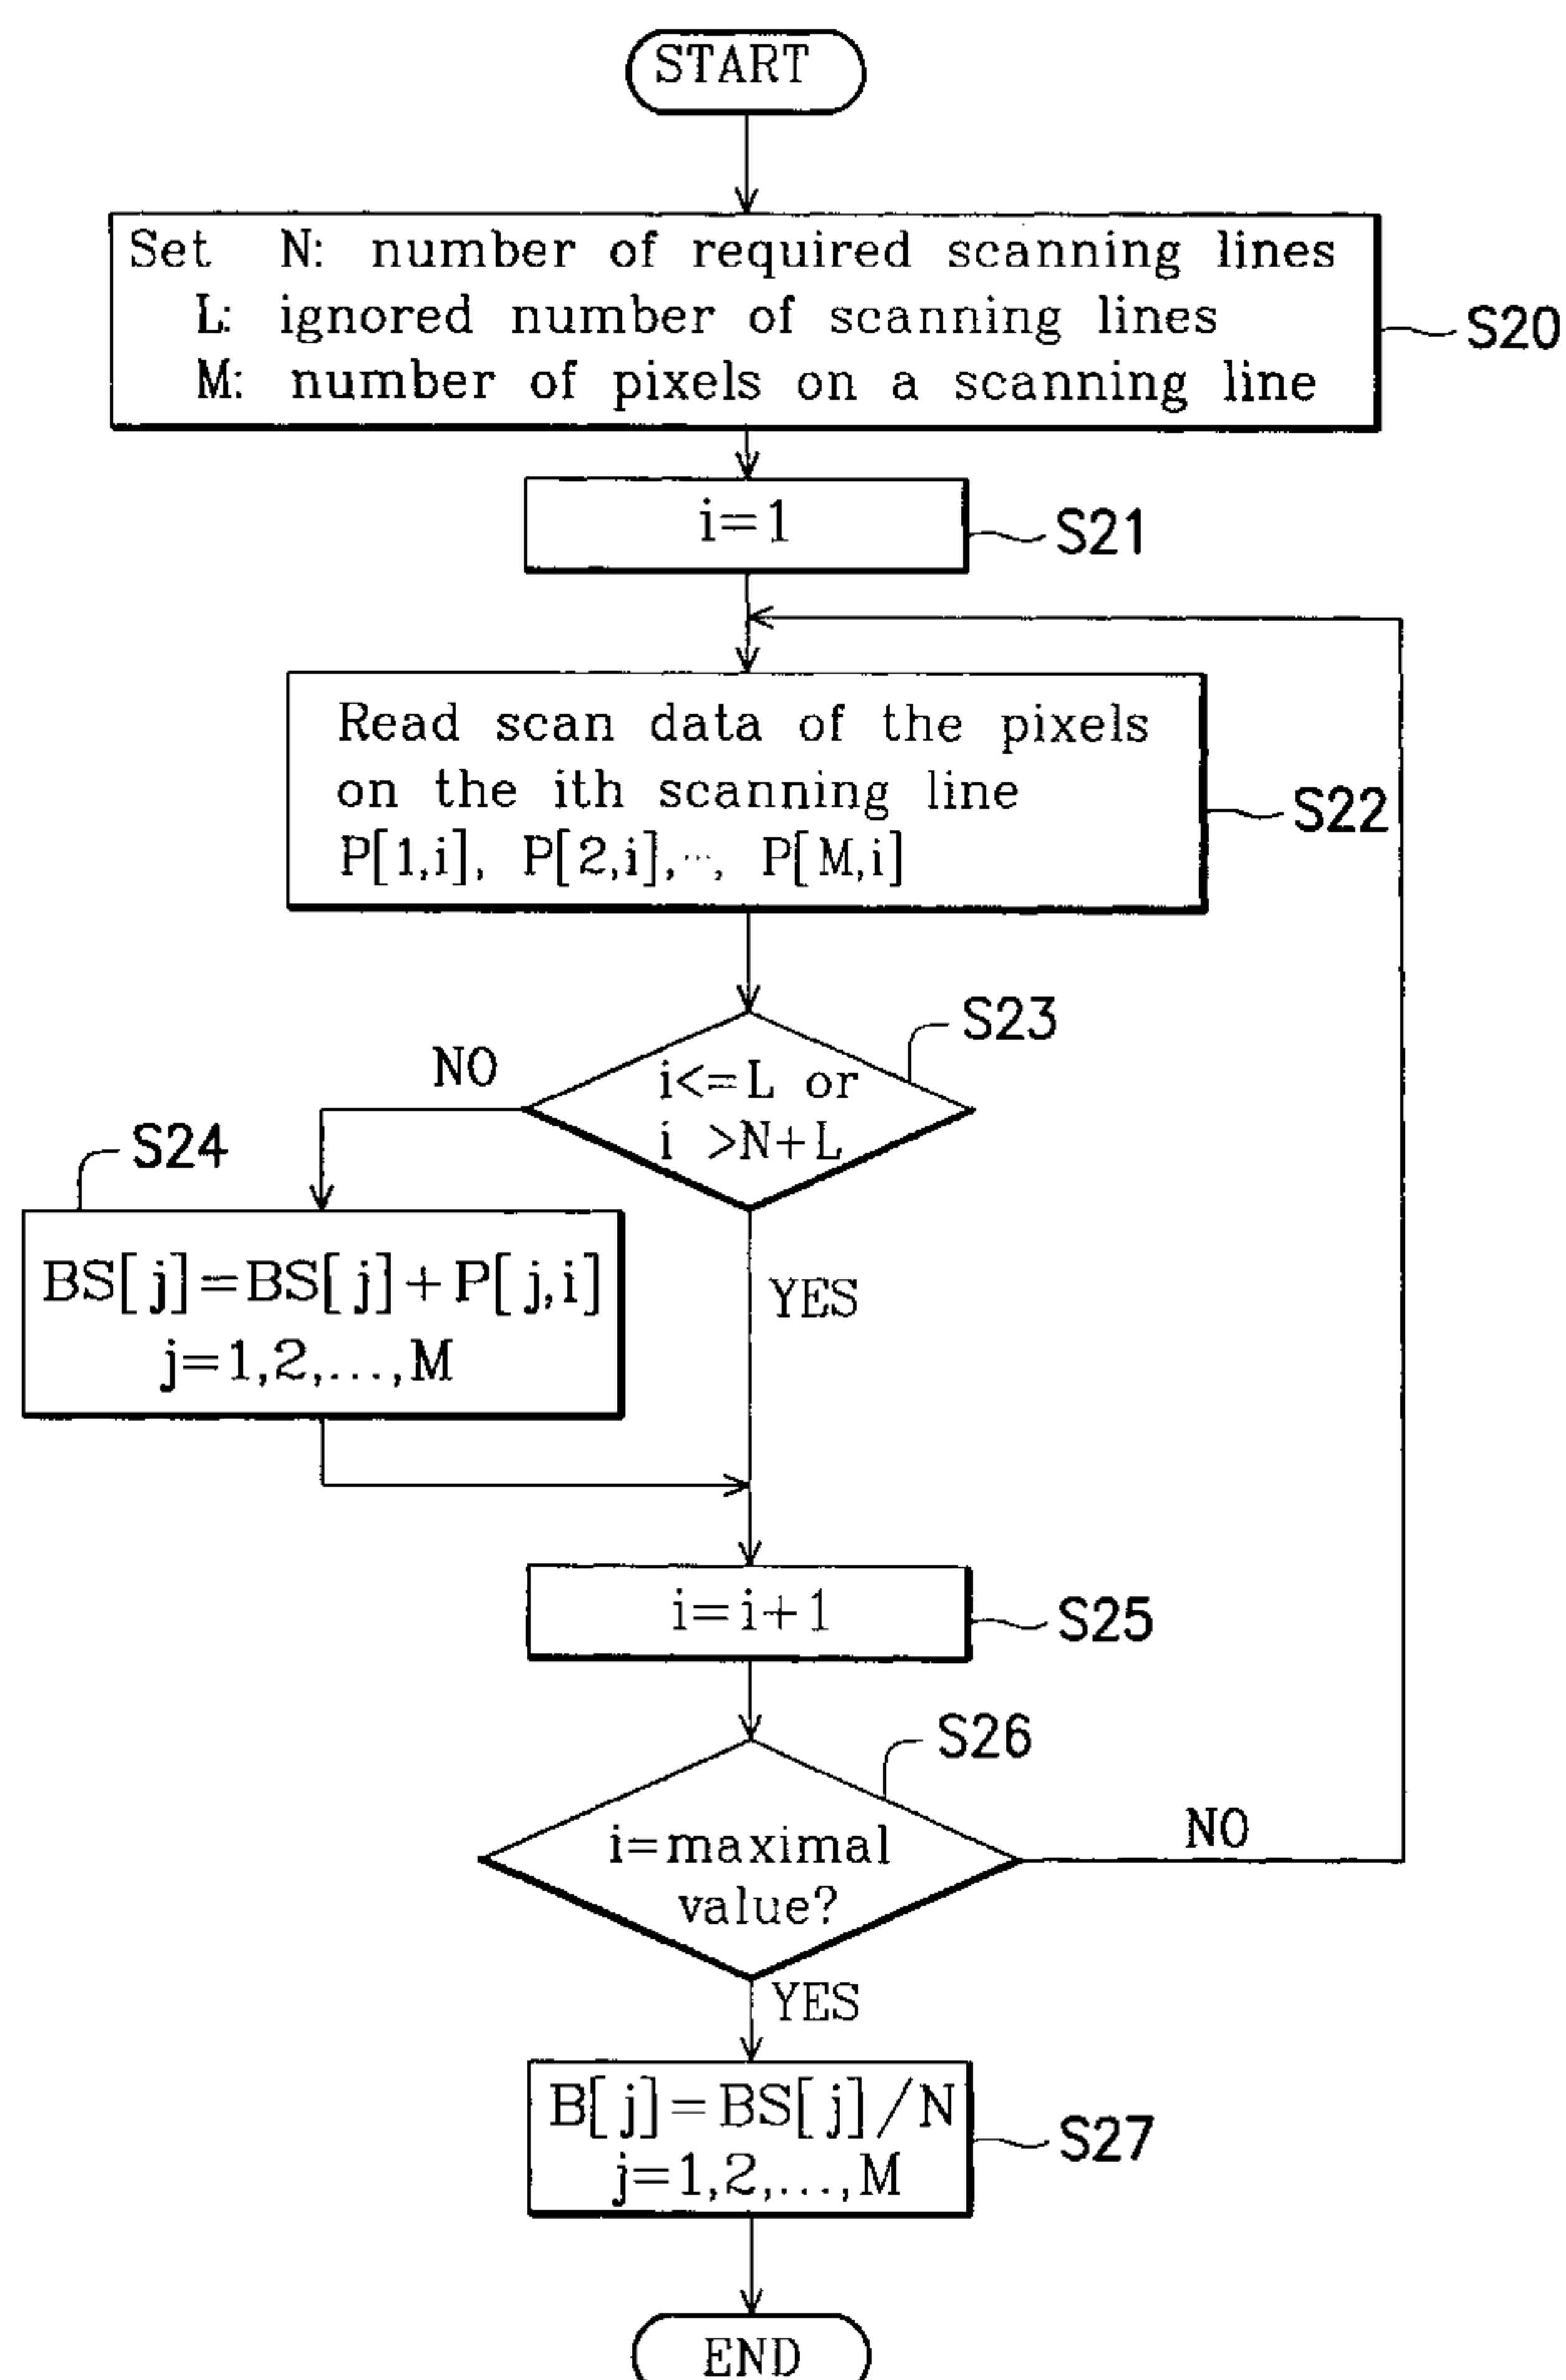 START
Set N: number of required scanning lines
L: ignored number of scanning lines
M: number of pixels on a scanning line
S20
i=1
S21
Read scan data of the pixels
on the ith scanning line
P[1,i], P[2,i],···, P[M,i]
S22
S23
NO
i<=L or
i >N+L
YES
S24
BS[j]=BS[j]+P[j,i]
j=1,2,...,M
i=i+1
S25
S26
i=maximal
value?
NO
YES
B[j]=BS[j]/N
j=1,2,...,M
S27
END